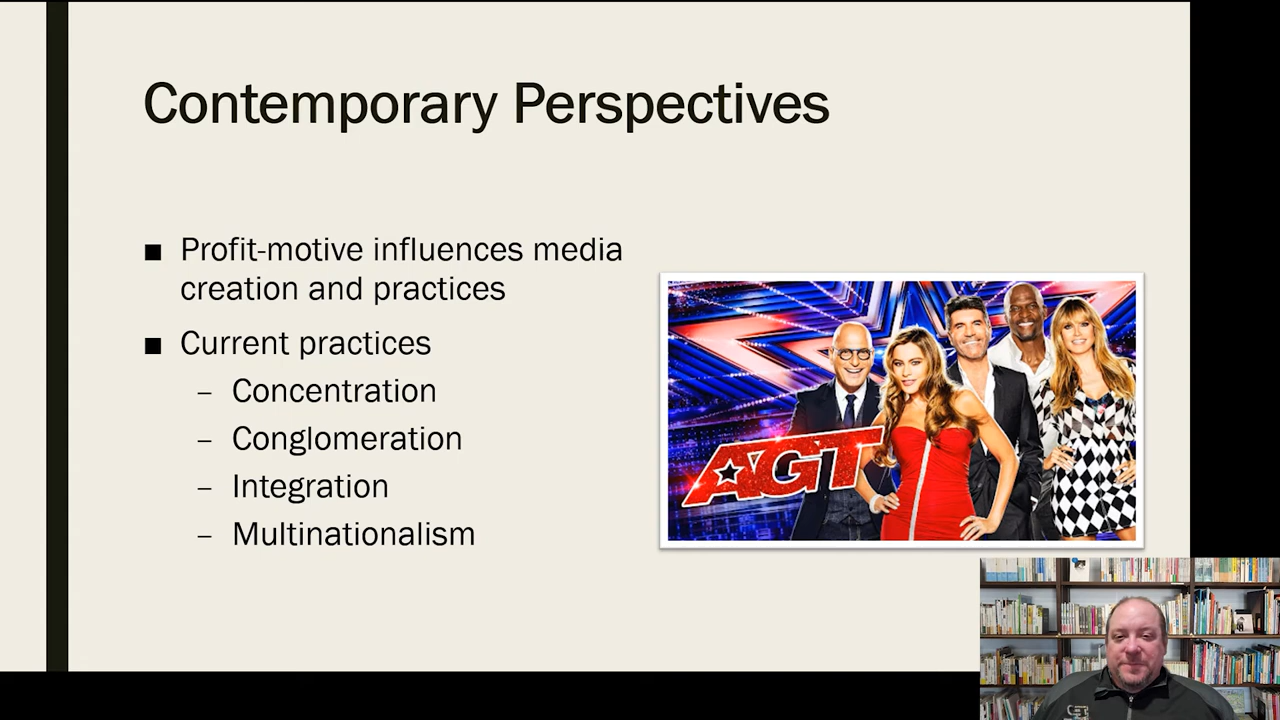 Contemporary Perspectives
■ Profit-motive influences media
creation and practices
■ Current practices
– Concentration
– Conglomeration
– Integration
– Multinationalism
AGT